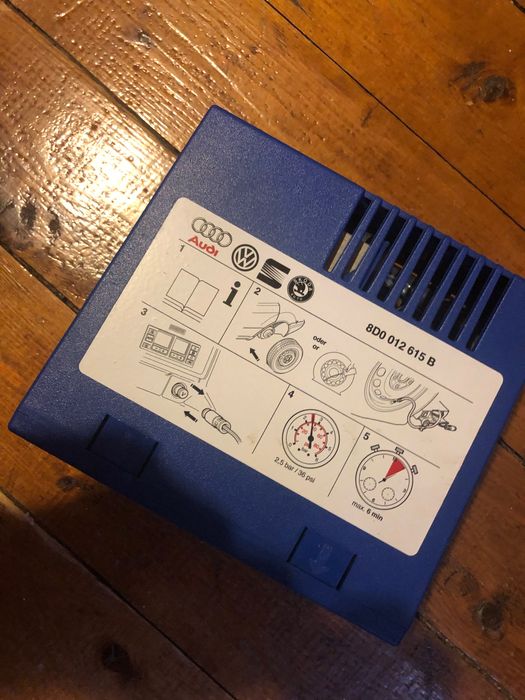 Audi
SKODA
1
i
2
oder
or
8D0 012 615 B
3
4
2,5 bar / 36 psi
5
max. 6 min